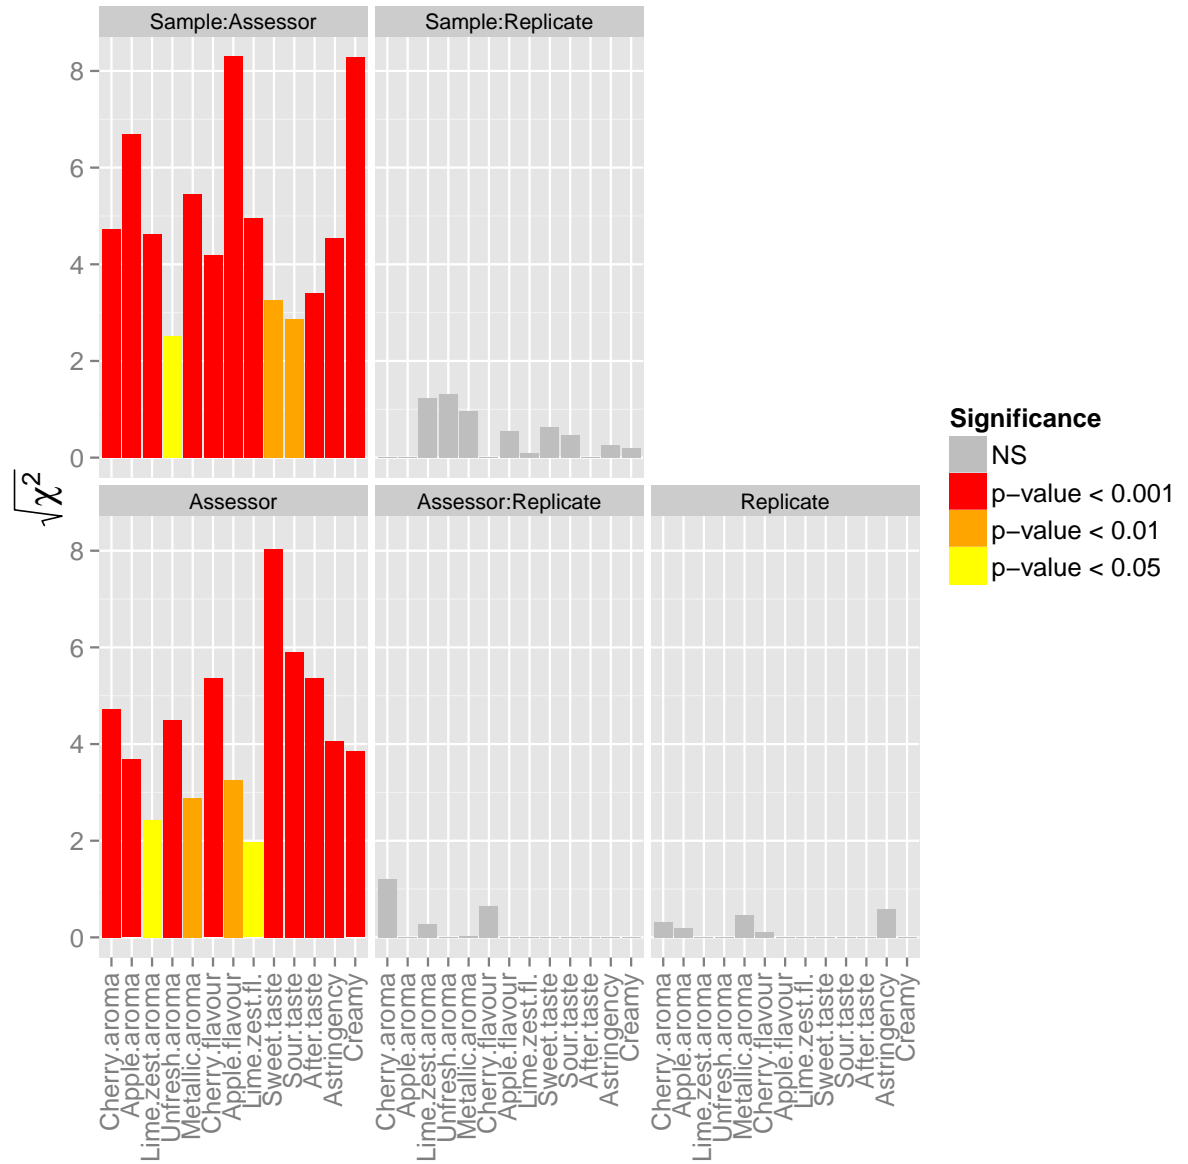 Sample:Assessor
Sample:Replicate
8
6
4
2
0
√χ²
Assessor
Assessor:Replicate
Replicate
8
6
4
2
0
Cherry.aroma
Apple.aroma
Lime.zest.aroma
Unfresh.aroma
Metallic.aroma
Cherry.flavour
Apple.flavour
Lime.zest.fl.
Sweet.taste
Sour.taste
After.taste
Astringency
Creamy
Cherry.aroma
Apple.aroma
Lime.zest.aroma
Unfresh.aroma
Metallic.aroma
Cherry.flavour
Apple.flavour
Lime.zest.fl.
Sweet.taste
Sour.taste
After.taste
Astringency
Creamy
Cherry.aroma
Apple.aroma
Lime.zest.aroma
Unfresh.aroma
Metallic.aroma
Cherry.flavour
Apple.flavour
Lime.zest.fl.
Sweet.taste
Sour.taste
After.taste
Astringency
Creamy
Significance
NS
p−value < 0.001
p−value < 0.01
p−value < 0.05